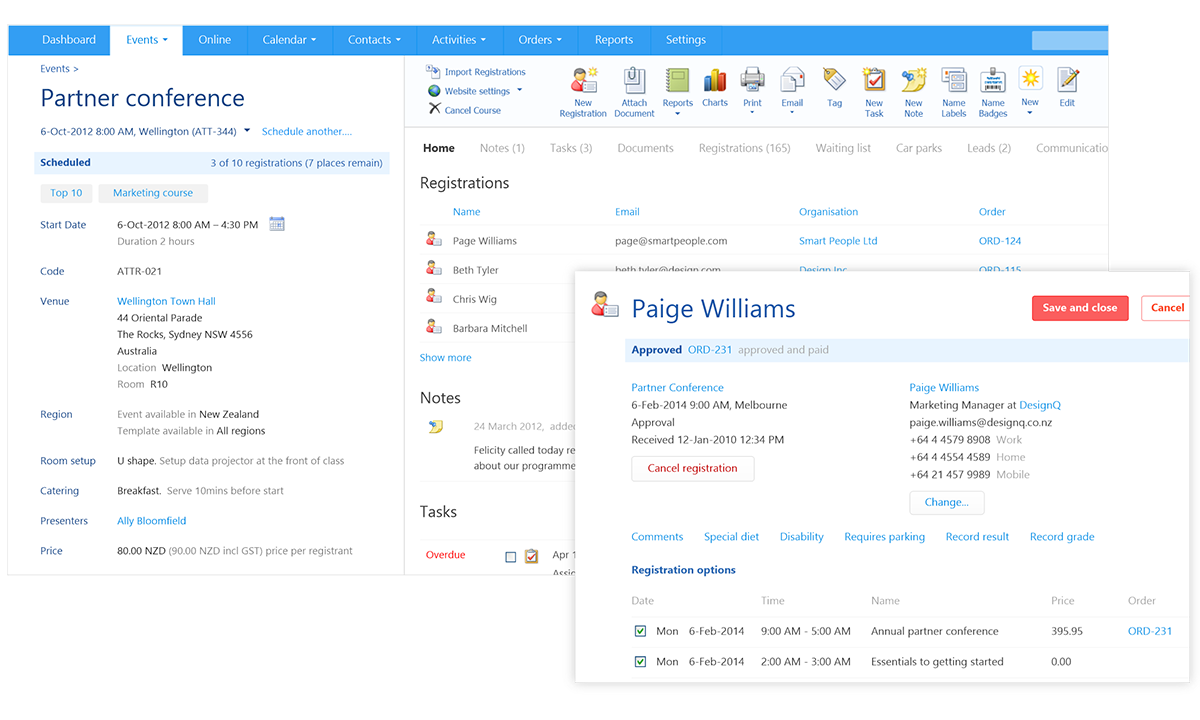 Dashboard Events Online Calendar Contacts Activities Orders Reports Settings
Events >
Partner conference
6-Oct-2012 8:00 AM, Wellington (ATT-344) Schedule another....
Scheduled 3 of 10 registrations (7 places remain)
Top 10 Marketing course
Start Date 6-Oct-2012 8:00 AM – 4:30 PM
Duration 2 hours
Code ATTR-021
Venue Wellington Town Hall
44 Oriental Parade
The Rocks, Sydney NSW 4556
Australia
Location Wellington
Room R10
Region Event available in New Zealand
Template available in All regions
Room setup U shape. Setup data projector at the front of class
Catering Breakfast. Serve 10mins before start
Presenters Ally Bloomfield
Price 80.00 NZD (90.00 NZD incl GST) price per registrant
Import Registrations
Website settings
Cancel Course
New Registration Attach Document Reports Charts Print Email Tag New Task New Note Name Labels Name Badges New Edit
Home Notes (1) Tasks (3) Documents Registrations (165) Waiting list Car parks Leads (2) Communicatio
Registrations
Name Email Organisation Order
Page Williams page@smartpeople.com Smart People Ltd ORD-124
Beth Tyler beth.tyler@design.com Design Inc ORD-115
Chris Wig
Barbara Mitchell
Show more
Notes
24 March 2012, added
Felicity called today re
about our programme
Tasks
Overdue Apr 1
Assig
Paige Williams Save and close Cancel
Approved ORD-231 approved and paid
Partner Conference
6-Feb-2014 9:00 AM, Melbourne
Approval
Received 12-Jan-2010 12:34 PM
Cancel registration
Paige Williams
Marketing Manager at DesignQ
paige.williams@designq.co.nz
+64 4 4579 8908 Work
+64 4 4554 4589 Home
+64 21 457 9989 Mobile
Change...
Comments Special diet Disability Requires parking Record result Record grade
Registration options
Date Time Name Price Order
Mon 6-Feb-2014 9:00 AM - 5:00 AM Annual partner conference 395.95 ORD-231
Mon 6-Feb-2014 2:00 AM - 3:00 AM Essentials to getting started 0.00